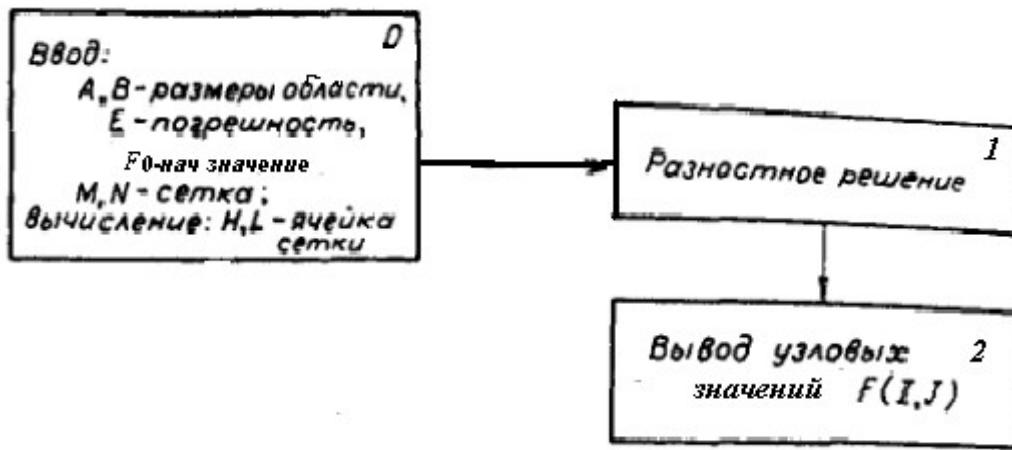 0
Ввод:
A,B-размеры области,
E-погрешность,
F0-нач значение
M,N-сетка;
вычисление: H,L-ячейка
сетки
1
Разностное решение
Вывод узловых 2
значений F(I,J)